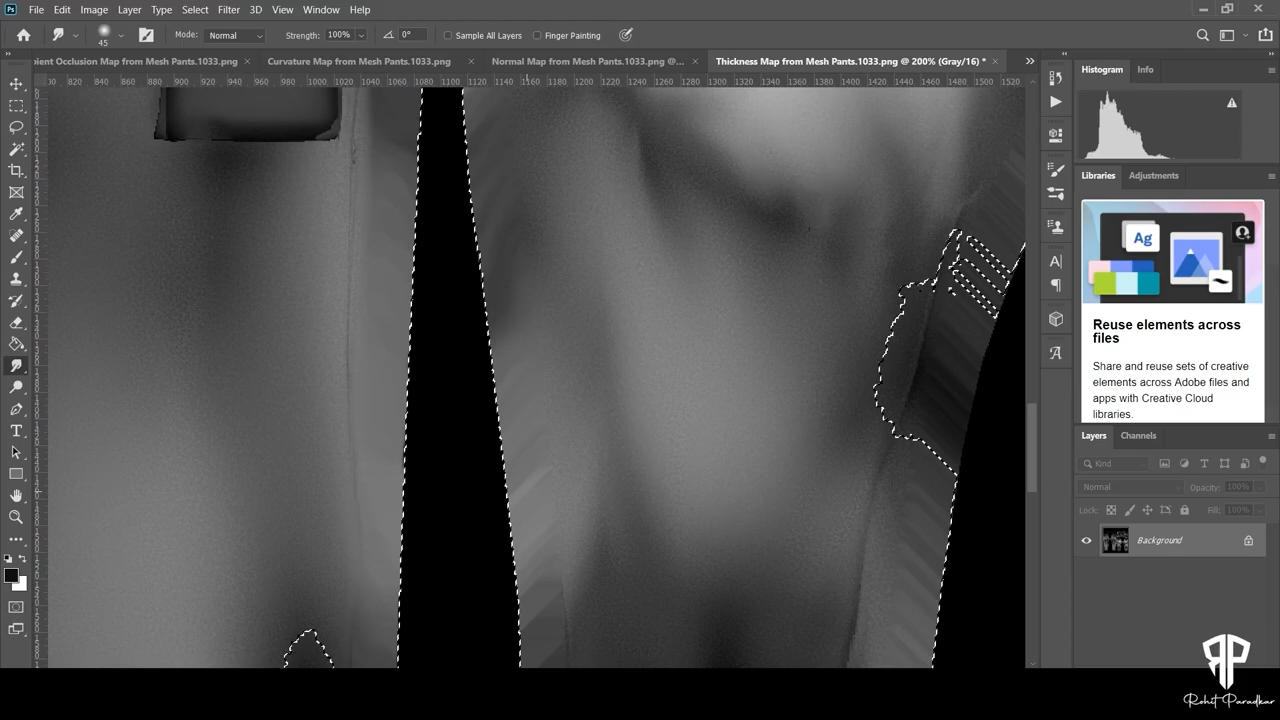 Ps File Edit Image Layer Type Select Filter 3D View Window Help
45 Mode: Normal Strength: 100% 0° Sample All Layers Finger Painting
pient Occlusion Map from Mesh Pants.1033.png × Curvature Map from Mesh Pants.1033.png × Normal Map from Mesh Pants.1033.png @... × Thickness Map from Mesh Pants.1033.png @ 200% (Gray/16) * ×
820 840 860 880 900 920 940 960 980 1000 1020 1040 1060 1080 1100 1120 1140 1160 1180 1200 1220 1240 1260 1280 1300 1320 1340 1360 1380 1400 1420 1440 1460 1480 1500 1520
Histogram Info
Libraries Adjustments
Ag
Reuse elements across
files
Share and reuse sets of creative
elements across Adobe files and
apps with Creative Cloud
libraries.
Layers Channels
Kind
Normal Opacity: 100%
Lock: Fill: 100%
Background
Rohit Paradkar